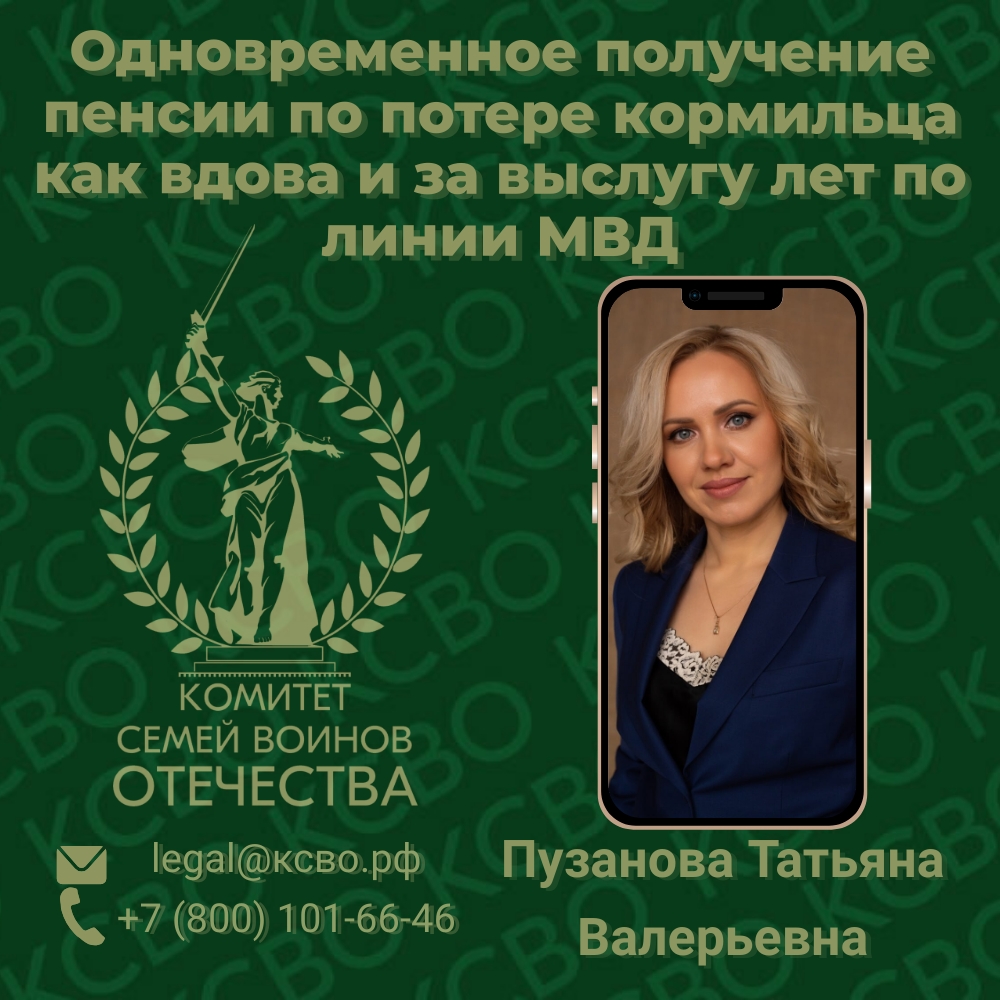 Одновременное получение
пенсии по потере кормильца
как вдова и за выслугу лет по
линии МВД
КОМИТЕТ
СЕМЕЙ ВОИНОВ
ОТЕЧЕСТВА
legal@ксво.рф
+7 (800) 101-66-46
Пузанова Татьяна
Валерьевна